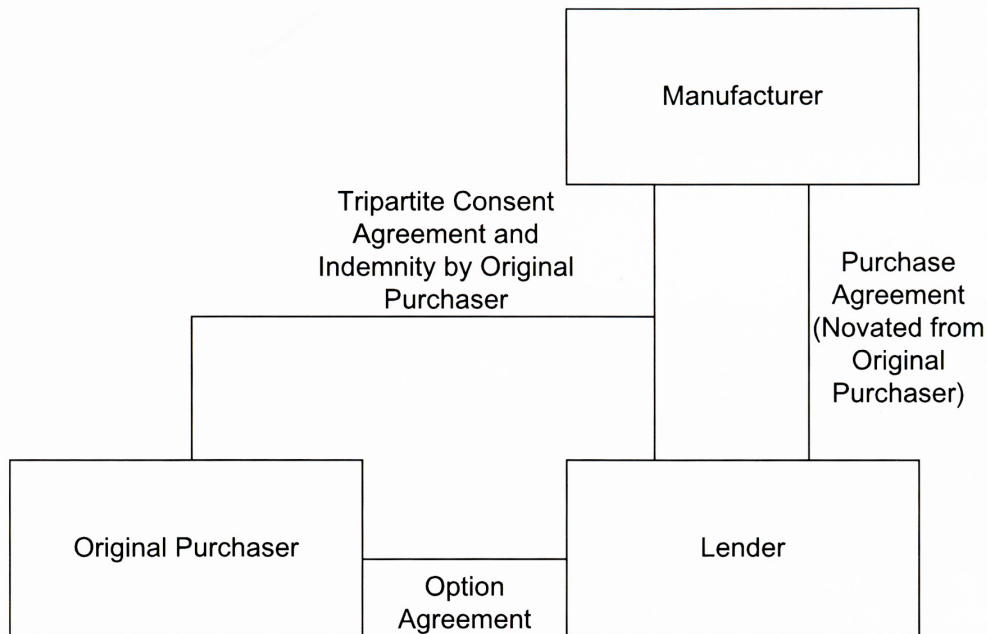 Manufacturer
Tripartite Consent
Agreement and
Indemnity by Original
Purchaser
Purchase
Agreement
(Novated from
Original
Purchaser)
Original Purchaser
Lender
Option
Agreement